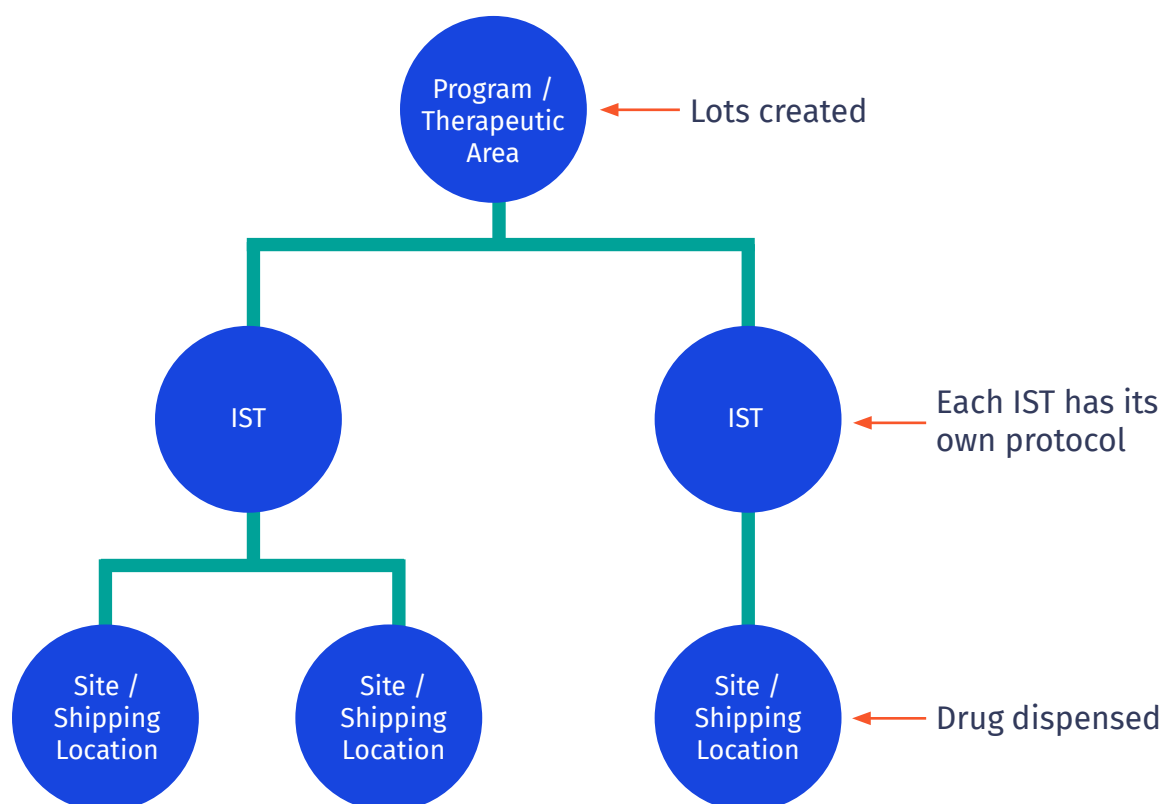 Program /
Therapeutic
Area
Lots created
IST
IST
Each IST has its
own protocol
Site /
Shipping
Location
Site /
Shipping
Location
Site /
Shipping
Location
Drug dispensed